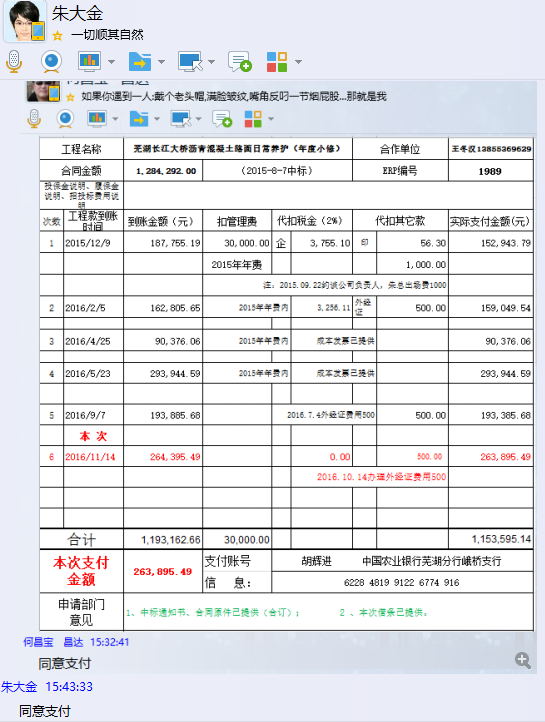 朱大金
一切顺其自然
如果你遇到一人:戴个老头帽,满脸皱纹,嘴角反叼一节烟屁股...那就是我
工程名称 芜湖长江大桥沥青混凝土路面日常养护(年度小修) 合作单位 王冬汉13855369629
合同金额 1,284,292.00 (2015-8-7中标) ERP编号 1989
投保金说明、履保金说明、招投标费用说明
次数 工程款到账时间 到账金额(元) 扣管理费 代扣税金(2%) 代扣其它款 实际支付金额(元)
1 2015/12/9 187,755.19 30,000.00 企 3,755.10 印 56.30 152,943.79
2015年年费 1,000.00
注:2015.09.22约谈公司负责人,朱总出场费1000
2 2016/2/5 162,805.65 2015年年费内 3,256.11 外经证 500.00 159,049.54
3 2016/4/25 90,376.06 2015年年费内 成本发票已提供 90,376.06
4 2016/5/23 293,944.59 2015年年费内 成本发票已提供 293,944.59
5 2016/9/7 193,885.68 2016.7.4外经证费用500 500.00 193,385.68
本 次
6 2016/11/14 264,395.49 0.00 500.00 263,895.49
2016.10.14办理外经证费用500
合计 1,193,162.66 30,000.00 1,153,595.14
本次支付金额 263,895.49 支付账号 胡辉进 中国农业银行芜湖分行峨桥支行
信 息: 6228 4819 9122 6774 916
申请部门意见 1、中标通知书、合同原件已提供(合订); 2 、本次借条已提供。
何昌宝 昌达 15:32:41
同意支付
朱大金 15:43:33
同意支付